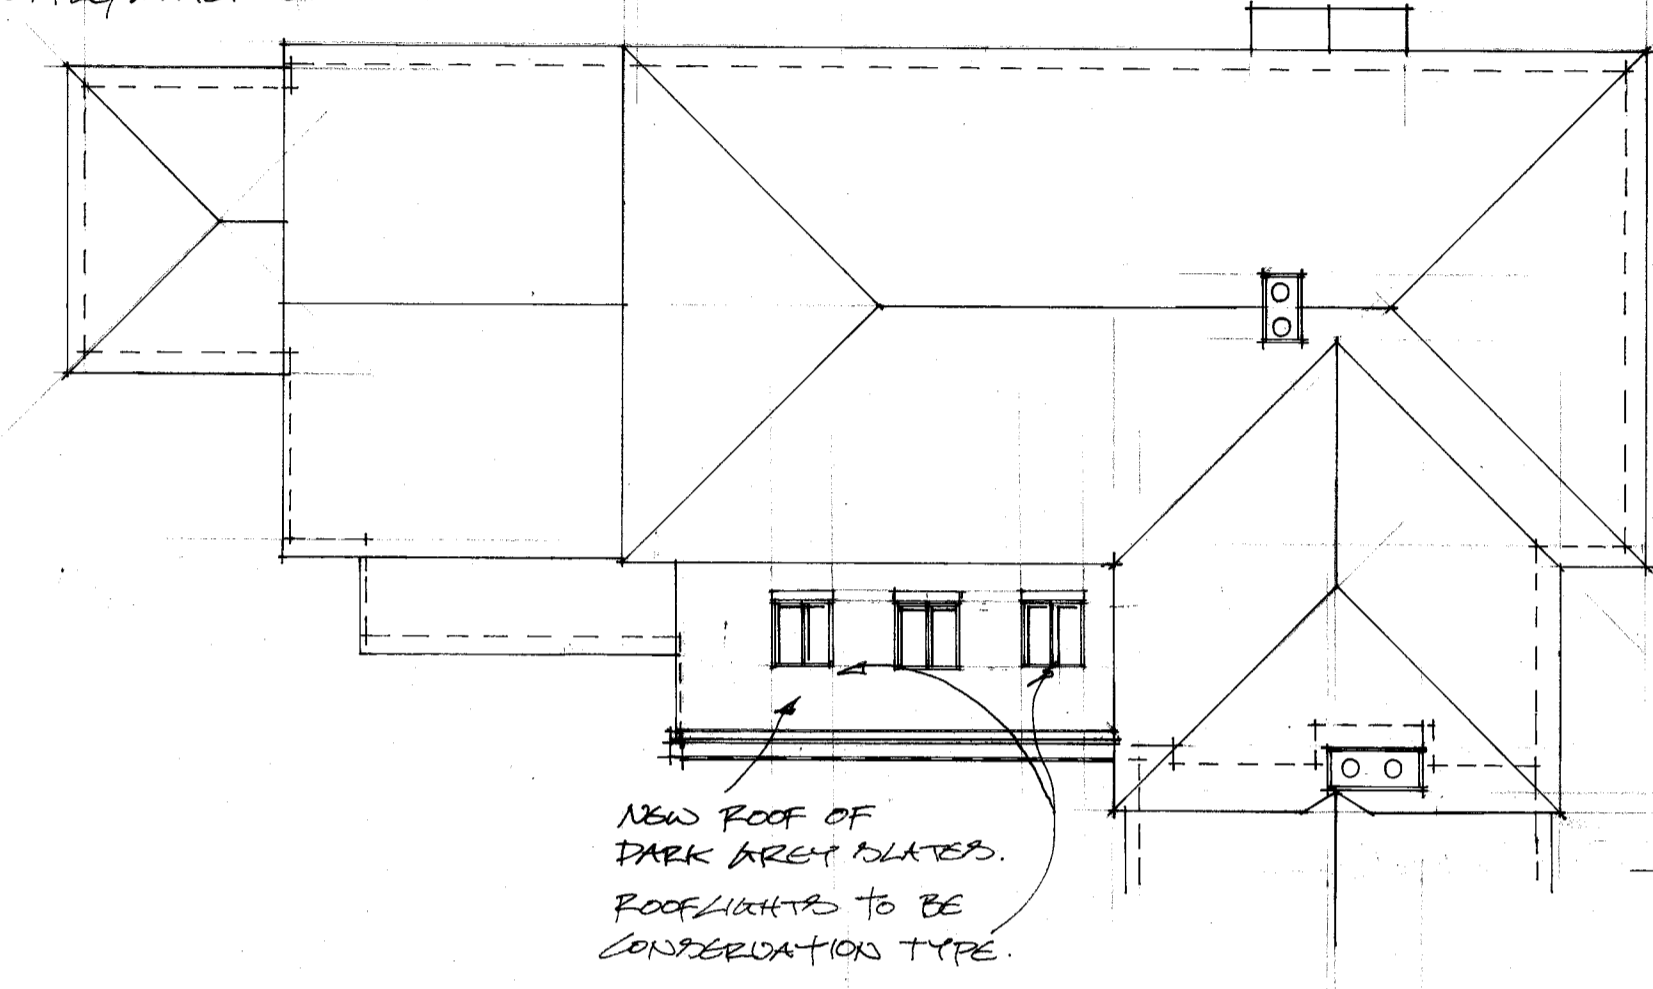 NEW ROOF OF
DARK GREY SLATES.
ROOFLIGHTS TO BE
CONSERVATION TYPE.